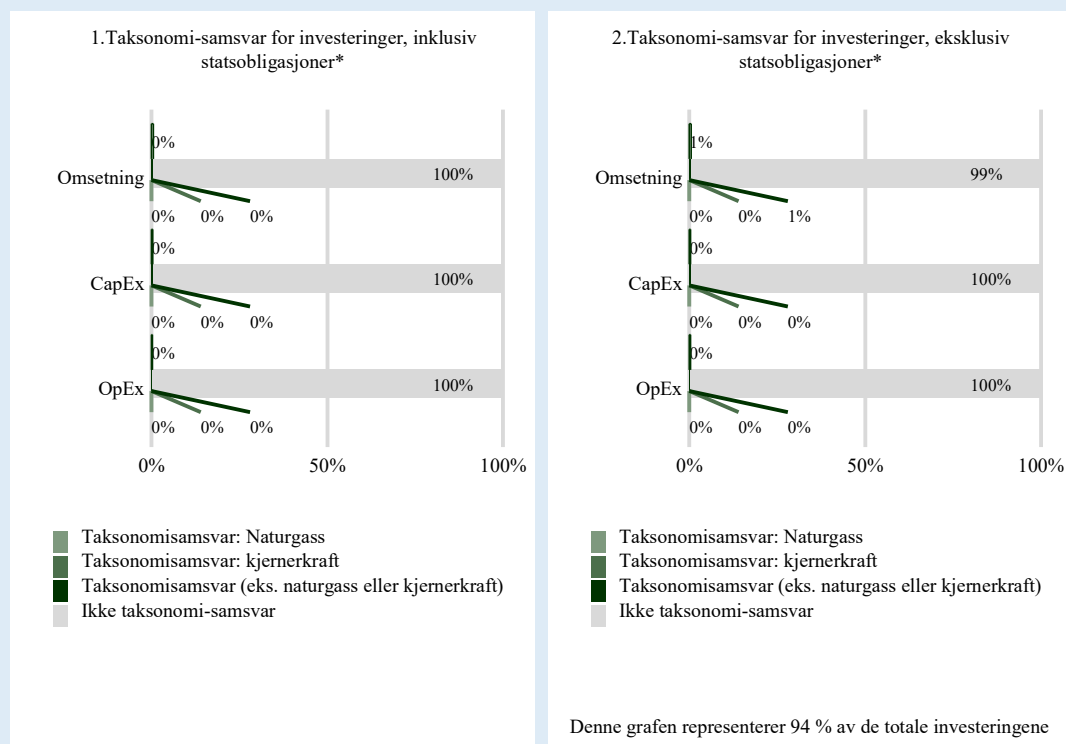 1.Taksonomi-samsvar for investeringer, inklusiv
statsobligasjoner*
0%
Omsetning
100%
0% 0% 0%
0%
CapEx
100%
0% 0% 0%
0%
OpEx
100%
0% 0% 0%
0% 50% 100%
Taksonomisamsvar: Naturgass
Taksonomisamsvar: kjernerkraft
Taksonomisamsvar (eks. naturgass eller kjernerkraft)
Ikke taksonomi-samsvar
2.Taksonomi-samsvar for investeringer, eksklusiv
statsobligasjoner*
1%
Omsetning
99%
0% 0% 1%
0%
CapEx
100%
0% 0% 0%
0%
OpEx
100%
0% 0% 0%
0% 50% 100%
Taksonomisamsvar: Naturgass
Taksonomisamsvar: kjernerkraft
Taksonomisamsvar (eks. naturgass eller kjernerkraft)
Ikke taksonomi-samsvar
Denne grafen representerer 94 % av de totale investeringene